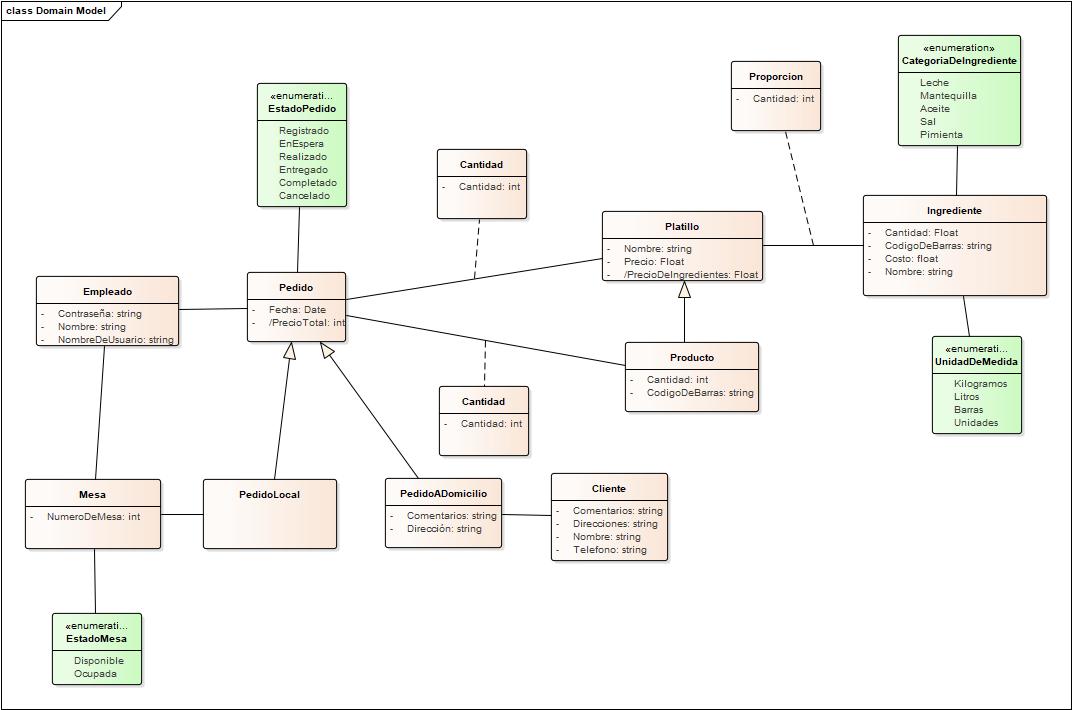 class Domain Model
«enumerati...
EstadoPedido
Registrado
EnEspera
Realizado
Entregado
Completado
Cancelado
Cantidad
- Cantidad: int
Proporcion
- Cantidad: int
«enumeration»
CategoriaDeIngrediente
Leche
Mantequilla
Aceite
Sal
Pimienta
Empleado
- Contraseña: string
- Nombre: string
- NombreDeUsuario: string
Pedido
- Fecha: Date
- /PrecioTotal: int
Platillo
- Nombre: string
- Precio: Float
- /PrecioDeIngredientes: Float
Ingrediente
- Cantidad: Float
- CodigoDeBarras: string
- Costo: float
- Nombre: string
Cantidad
- Cantidad: int
Producto
- Cantidad: int
- CodigoDeBarras: string
«enumerati...
UnidadDeMedida
Kilogramos
Litros
Barras
Unidades
Mesa
- NumeroDeMesa: int
PedidoLocal
PedidoADomicilio
- Comentarios: string
- Dirección: string
Cliente
- Comentarios: string
- Direcciones: string
- Nombre: string
- Telefono: string
«enumerati...
EstadoMesa
Disponible
Ocupada